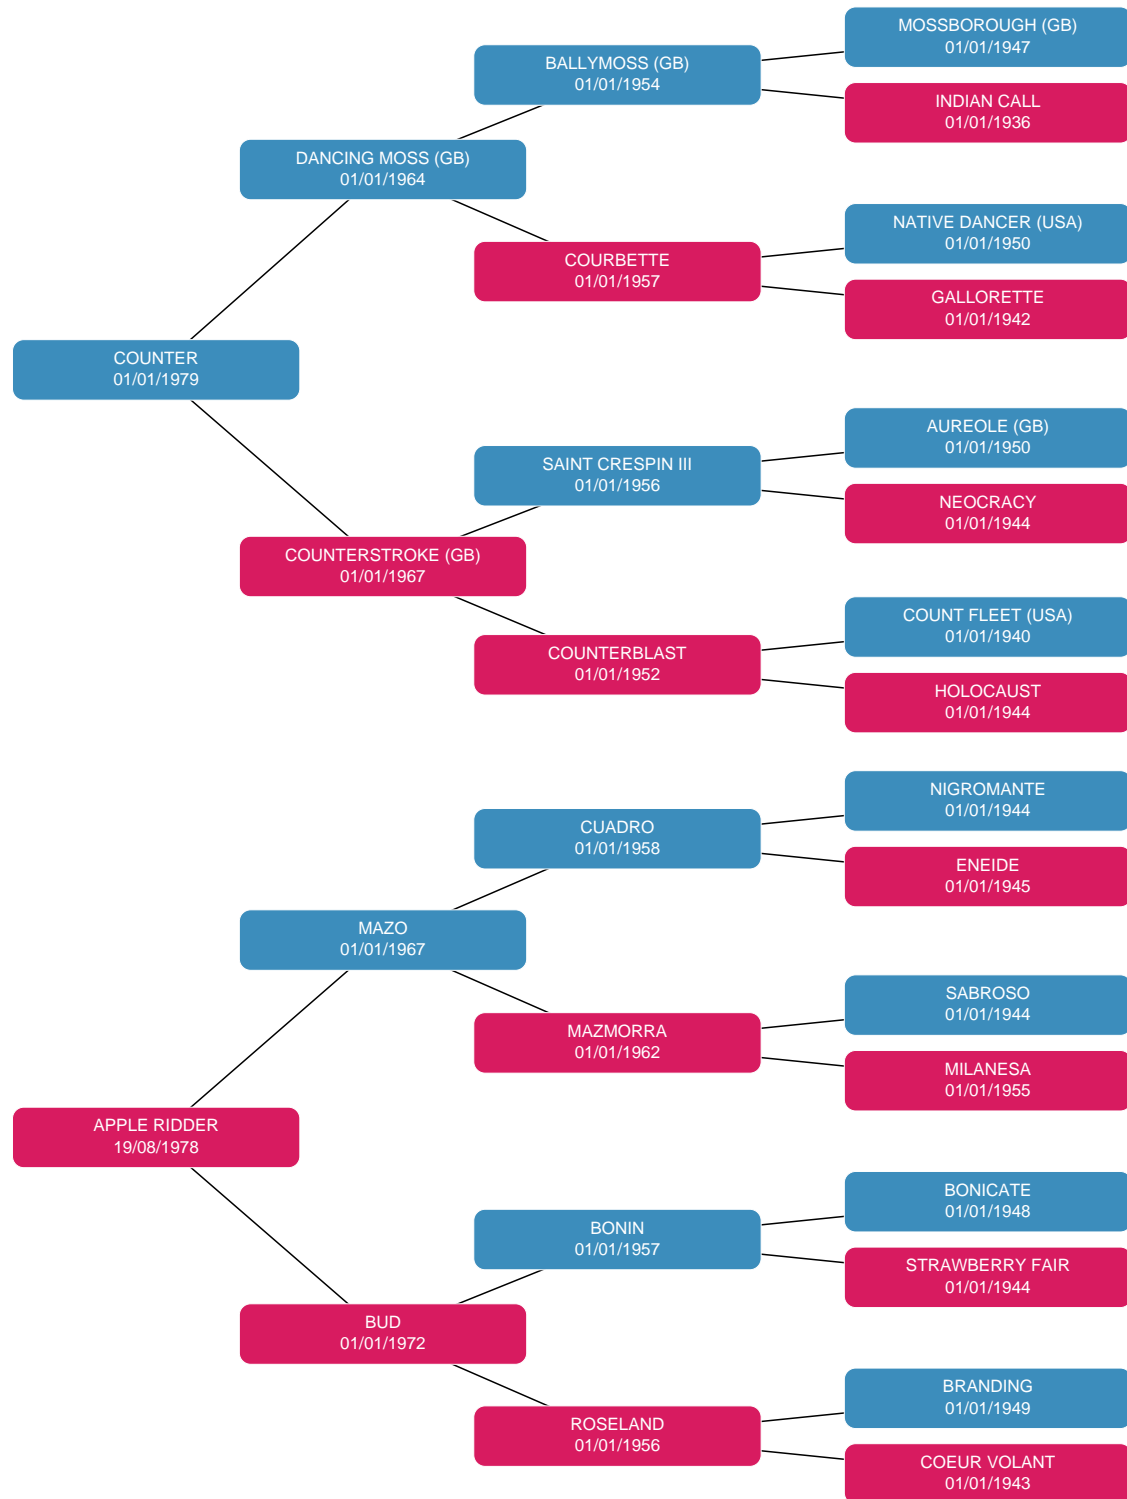 MOSSBOROUGH (GB)
01/01/1947
BALLYMOSS (GB)
01/01/1954
INDIAN CALL
01/01/1936
DANCING MOSS (GB)
01/01/1964
NATIVE DANCER (USA)
01/01/1950
COURBETTE
01/01/1957
GALLORETTE
01/01/1942
COUNTER
01/01/1979
AUREOLE (GB)
01/01/1950
SAINT CRESPIN III
01/01/1956
NEOCRACY
01/01/1944
COUNTERSTROKE (GB)
01/01/1967
COUNT FLEET (USA)
01/01/1940
COUNTERBLAST
01/01/1952
HOLOCAUST
01/01/1944
NIGROMANTE
01/01/1944
CUADRO
01/01/1958
ENEIDE
01/01/1945
MAZO
01/01/1967
SABROSO
01/01/1944
MAZMORRA
01/01/1962
MILANESA
01/01/1955
APPLE RIDDER
19/08/1978
BONICATE
01/01/1948
BONIN
01/01/1957
STRAWBERRY FAIR
01/01/1944
BUD
01/01/1972
BRANDING
01/01/1949
ROSELAND
01/01/1956
COEUR VOLANT
01/01/1943